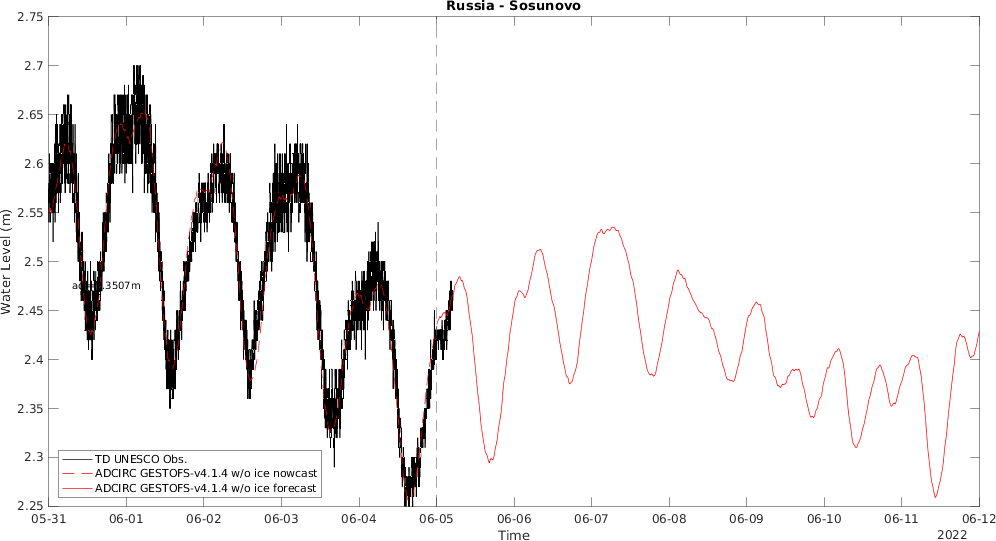 Russia - Sosunovo
Water Level (m)
2.75
2.7
2.65
2.6
2.55
2.5
2.45
2.4
2.35
2.3
2.25
TD UNESCO Obs.
ADCIRC GESTOFS-v4.1.4 w/o ice nowcast
ADCIRC GESTOFS-v4.1.4 w/o ice forecast
05-31 06-01 06-02 06-03 06-04 06-05 06-06 06-07 06-08 06-09 06-10 06-11 06-12
Time
2022